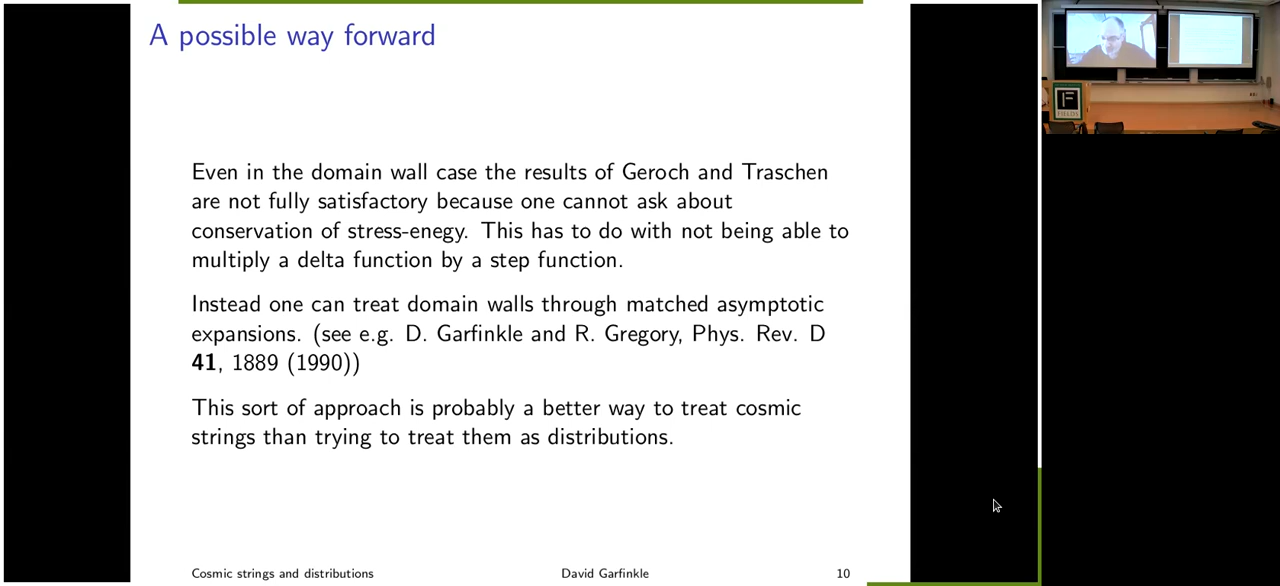 A possible way forward
Even in the domain wall case the results of Geroch and Traschen
are not fully satisfactory because one cannot ask about
conservation of stress-enegy. This has to do with not being able to
multiply a delta function by a step function.
Instead one can treat domain walls through matched asymptotic
expansions. (see e.g. D. Garfinkle and R. Gregory, Phys. Rev. D
41, 1889 (1990))
This sort of approach is probably a better way to treat cosmic
strings than trying to treat them as distributions.
Cosmic strings and distributions David Garfinkle 10
FIELDS